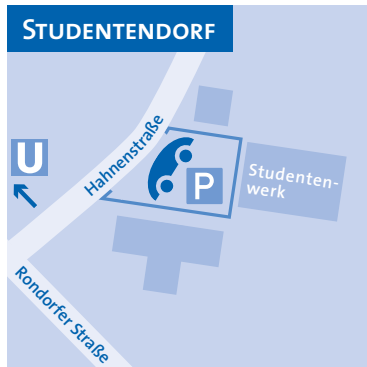 STUDENTENDORF
Hahnenstraße
U
P
Studenten-
werk
Rondorfer Straße